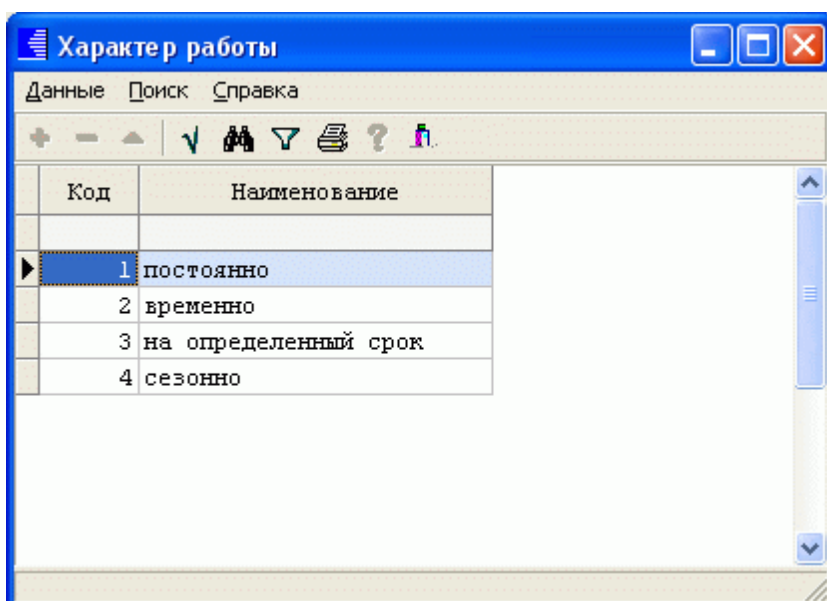 Характер работы
Данные Поиск Справка
Код Наименование
1 постоянно
2 временно
3 на определенный срок
4 сезонно